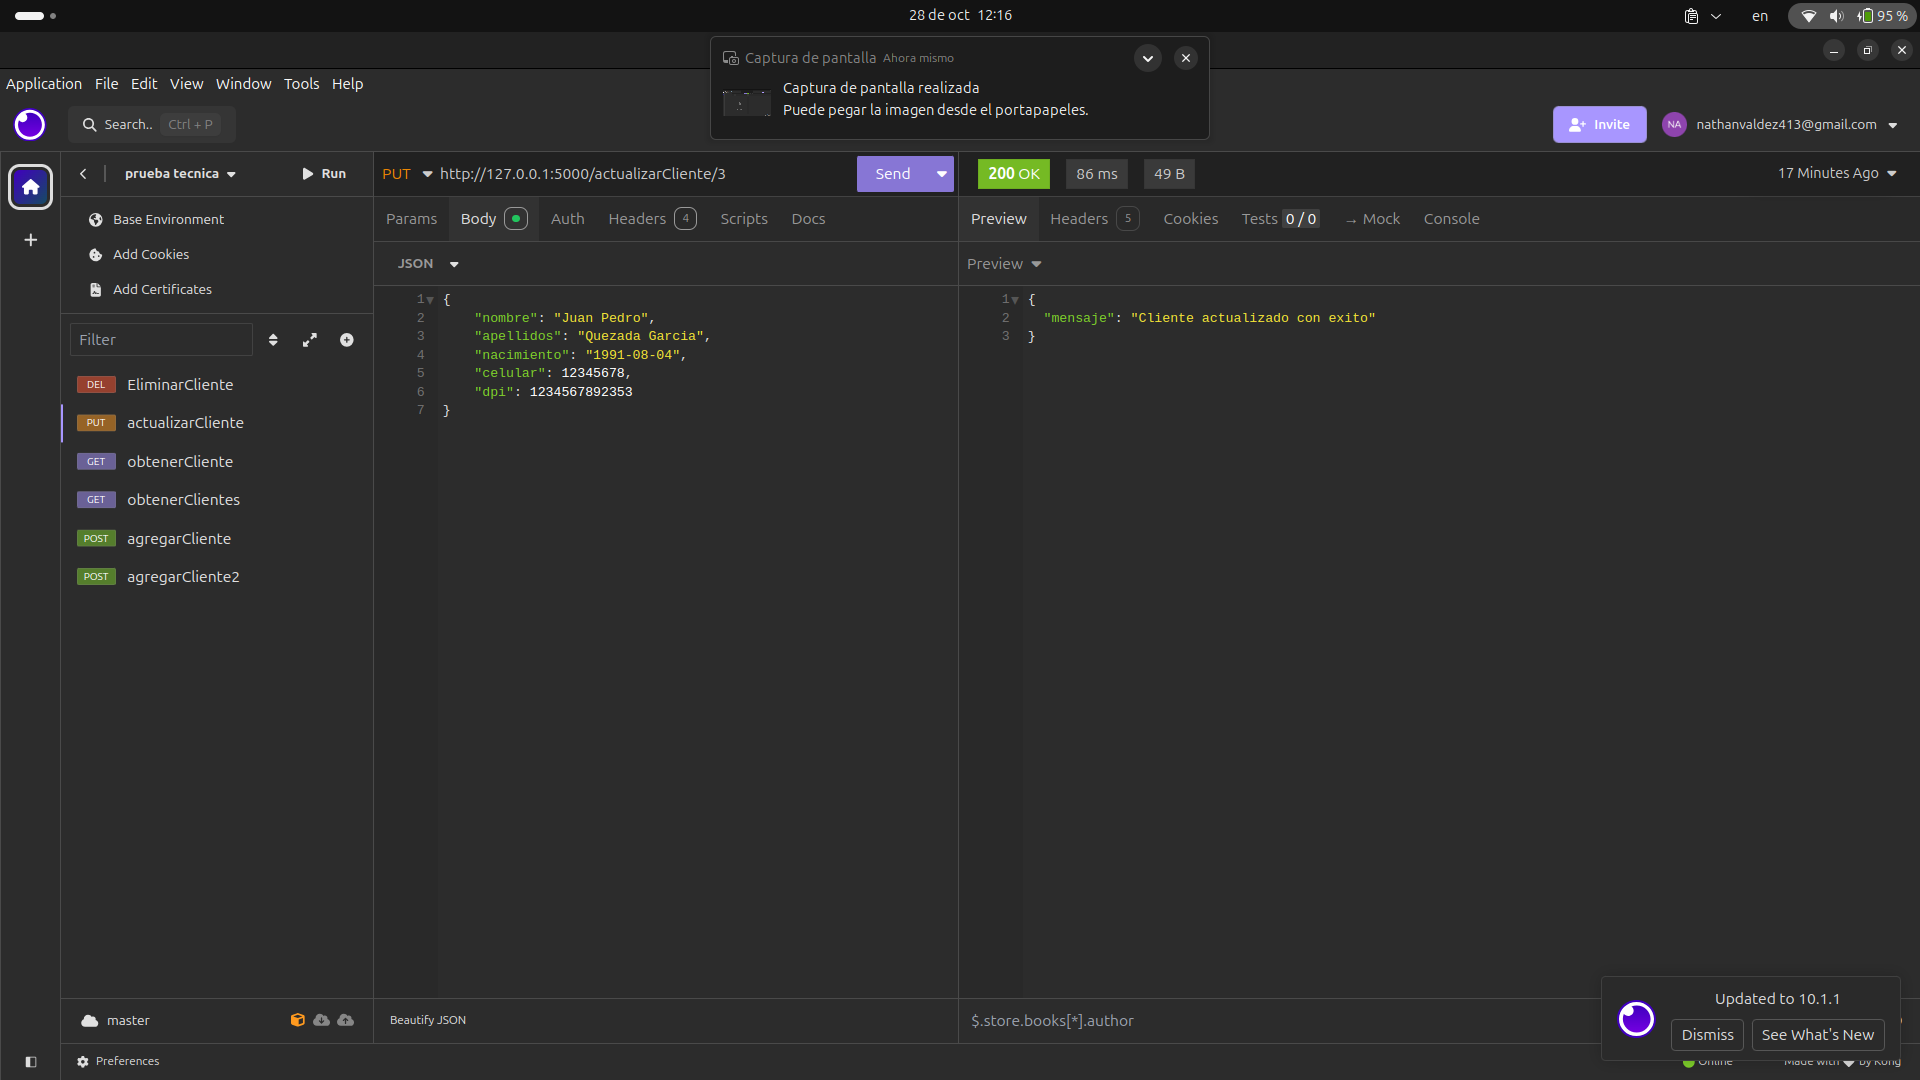 28 de oct 12:16
en
95 %
Captura de pantalla Ahora mismo
Captura de pantalla realizada
Puede pegar la imagen desde el portapapeles.
Application File Edit View Window Tools Help
Search.. Ctrl + P
Invite
NA nathanvaldez413@gmail.com
prueba tecnica
Run
PUT http://127.0.0.1:5000/actualizarCliente/3
Send
200 OK 86 ms 49 B
17 Minutes Ago
Base Environment
Add Cookies
Add Certificates
Params Body Auth Headers 4 Scripts Docs
Preview Headers 5 Cookies Tests 0 / 0 → Mock Console
JSON
Preview
Filter
DEL EliminarCliente
PUT actualizarCliente
GET obtenerCliente
GET obtenerClientes
POST agregarCliente
POST agregarCliente2
1 {
2 "nombre": "Juan Pedro",
3 "apellidos": "Quezada Garcia",
4 "nacimiento": "1991-08-04",
5 "celular": 12345678,
6 "dpi": 1234567892353
7 }
1 {
2 "mensaje": "Cliente actualizado con exito"
3 }
master
Beautify JSON
$.store.books[*].author
Updated to 10.1.1
Dismiss See What's New
Preferences
Online
Made with by Kong